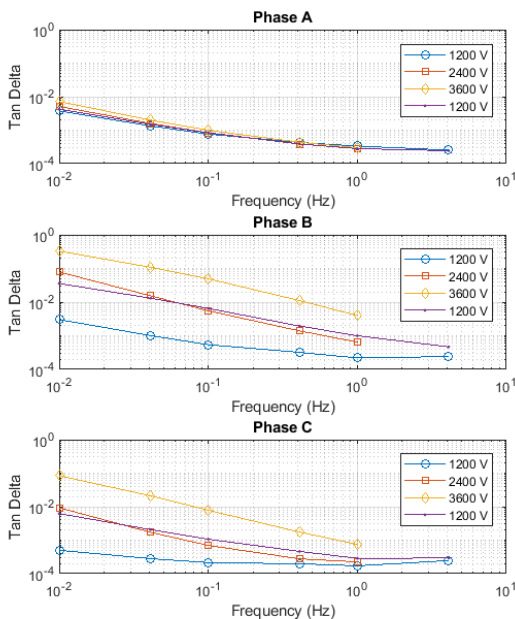 Phase A
Tan Delta
10^0
10^-2
10^-4
10^-2
10^-1
10^0
10^1
Frequency (Hz)
1200 V
2400 V
3600 V
1200 V
Phase B
Tan Delta
10^0
10^-2
10^-4
10^-2
10^-1
10^0
10^1
Frequency (Hz)
1200 V
2400 V
3600 V
1200 V
Phase C
Tan Delta
10^0
10^-2
10^-4
10^-2
10^-1
10^0
10^1
Frequency (Hz)
1200 V
2400 V
3600 V
1200 V